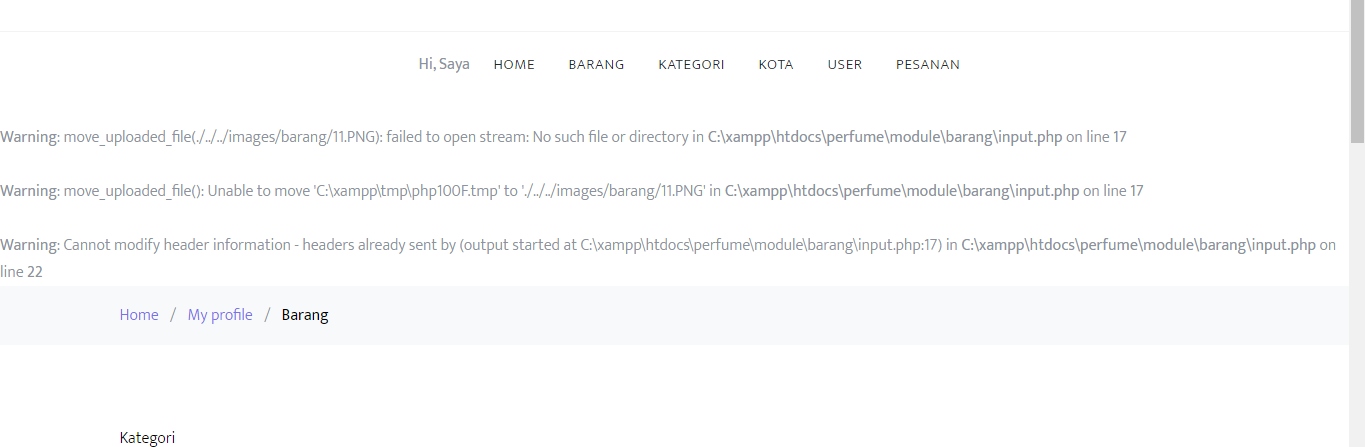 Hi, Saya HOME BARANG KATEGORI KOTA USER PESANAN
Warning: move_uploaded_file(./../../images/barang/11.PNG): failed to open stream: No such file or directory in C:\xampp\htdocs\perfume\module\barang\input.php on line 17
Warning: move_uploaded_file(): Unable to move 'C:\xampp\tmp\php100F.tmp' to './../../images/barang/11.PNG' in C:\xampp\htdocs\perfume\module\barang\input.php on line 17
Warning: Cannot modify header information - headers already sent by (output started at C:\xampp\htdocs\perfume\module\barang\input.php:17) in C:\xampp\htdocs\perfume\module\barang\input.php on
line 22
Home / My profile / Barang
Kategori